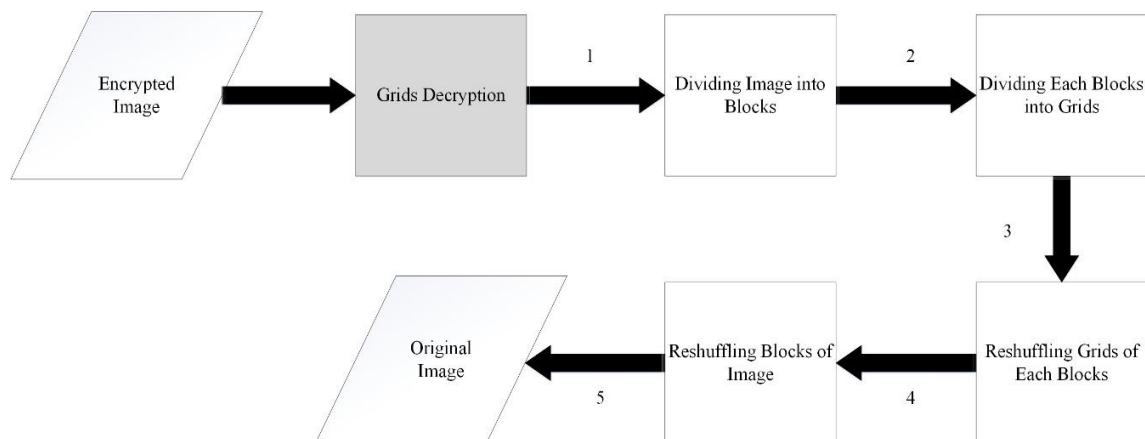 Encrypted
Image
Grids Decryption
1
Dividing Image into
Blocks
2
Dividing Each Blocks
into Grids
3
Reshuffling Grids of
Each Blocks
4
Reshuffling Blocks of
Image
5
Original
Image